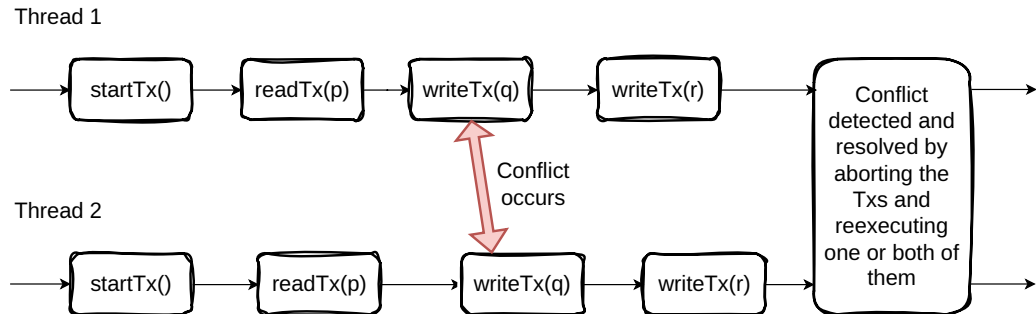 Thread 1
startTx()
readTx(p)
writeTx(q)
writeTx(r)
Conflict
detected and
resolved by
aborting the
Txs and
reexecuting
one or both of
them
Conflict
occurs
Thread 2
startTx()
readTx(p)
writeTx(q)
writeTx(r)